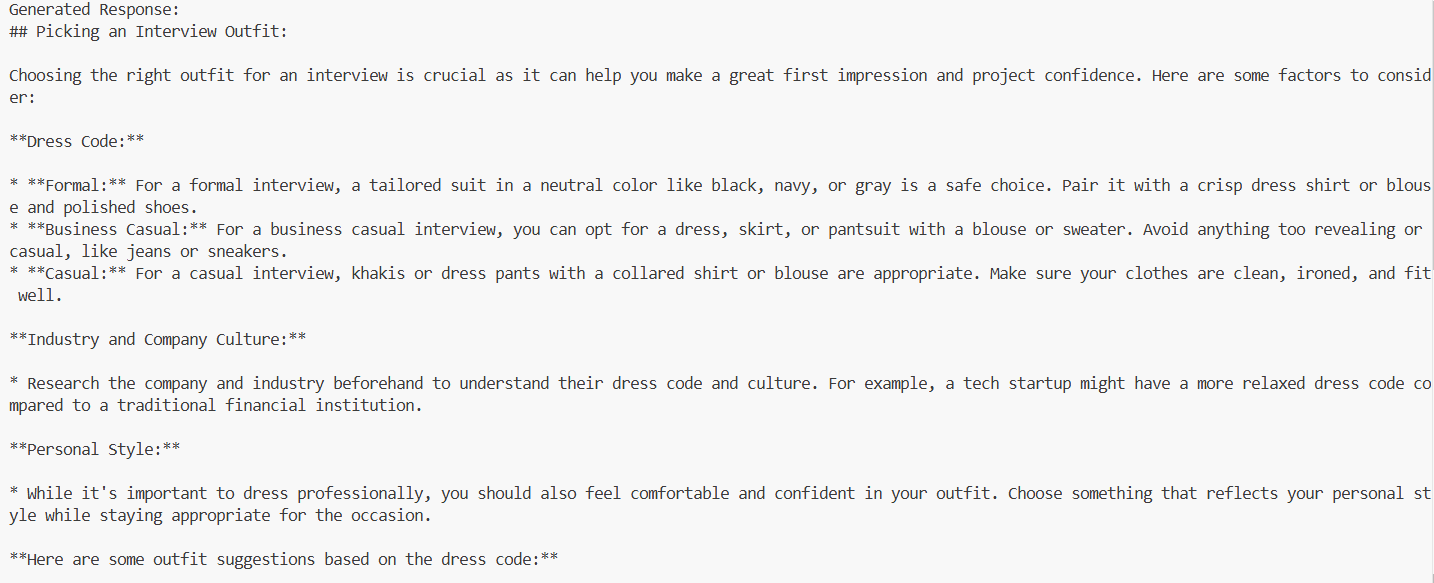 Generated Response:
## Picking an Interview Outfit:
Choosing the right outfit for an interview is crucial as it can help you make a great first impression and project confidence. Here are some factors to consid
er:
**Dress Code:**
* **Formal:** For a formal interview, a tailored suit in a neutral color like black, navy, or gray is a safe choice. Pair it with a crisp dress shirt or blous
e and polished shoes.
* **Business Casual:** For a business casual interview, you can opt for a dress, skirt, or pantsuit with a blouse or sweater. Avoid anything too revealing or
casual, like jeans or sneakers.
* **Casual:** For a casual interview, khakis or dress pants with a collared shirt or blouse are appropriate. Make sure your clothes are clean, ironed, and fit
well.
**Industry and Company Culture:**
* Research the company and industry beforehand to understand their dress code and culture. For example, a tech startup might have a more relaxed dress code co
mpared to a traditional financial institution.
**Personal Style:**
* While it's important to dress professionally, you should also feel comfortable and confident in your outfit. Choose something that reflects your personal st
yle while staying appropriate for the occasion.
**Here are some outfit suggestions based on the dress code:**